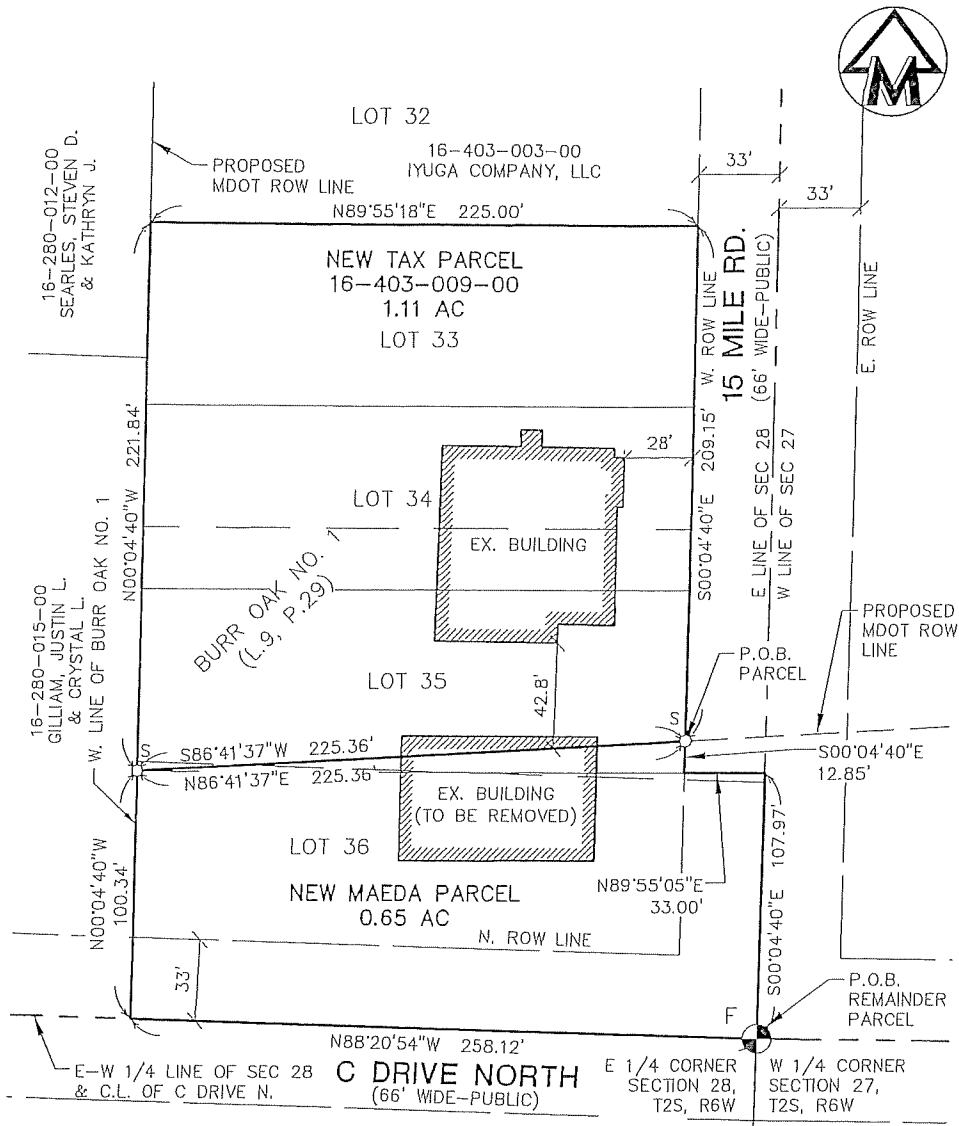 M
LOT 32
16-403-003-00
IYUGA COMPANY, LLC
33'
33'
PROPOSED
MDOT ROW LINE
16-280-012-00
SEARLES, STEVEN D.
& KATHRYN J.
N89°55'18"E 225.00'
NEW TAX PARCEL
16-403-009-00
1.11 AC
LOT 33
W. ROW LINE
15 MILE RD.
(66' WIDE-PUBLIC)
E. ROW LINE
N00°04'40"W 221.84'
S00°04'40"E 209.15'
28'
LOT 34
EX. BUILDING
E LINE OF SEC 28
W LINE OF SEC 27
BURR OAK NO. 1
(L.9, P.29)
16-280-015-00
GILLIAM, JUSTIN L.
& CRYSTAL L.
W. LINE OF BURR OAK NO. 1
PROPOSED
MDOT ROW
LINE
P.O.B.
PARCEL
LOT 35
42.8'
S
S
S86°41'37"W 225.36'
N86°41'37"E 225.36'
S00°04'40"E
12.85'
EX. BUILDING
(TO BE REMOVED)
LOT 36
N00°04'40"W
100.34'
NEW MAEDA PARCEL
0.65 AC
N89°55'05"E
33.00'
S00°04'40"E 107.97'
N. ROW LINE
33'
P.O.B.
REMAINDER
PARCEL
F
N88°20'54"W 258.12'
E-W 1/4 LINE OF SEC 28
& C.L. OF C DRIVE N.
C DRIVE NORTH
(66' WIDE-PUBLIC)
E 1/4 CORNER
SECTION 28,
T2S, R6W
W 1/4 CORNER
SECTION 27,
T2S, R6W